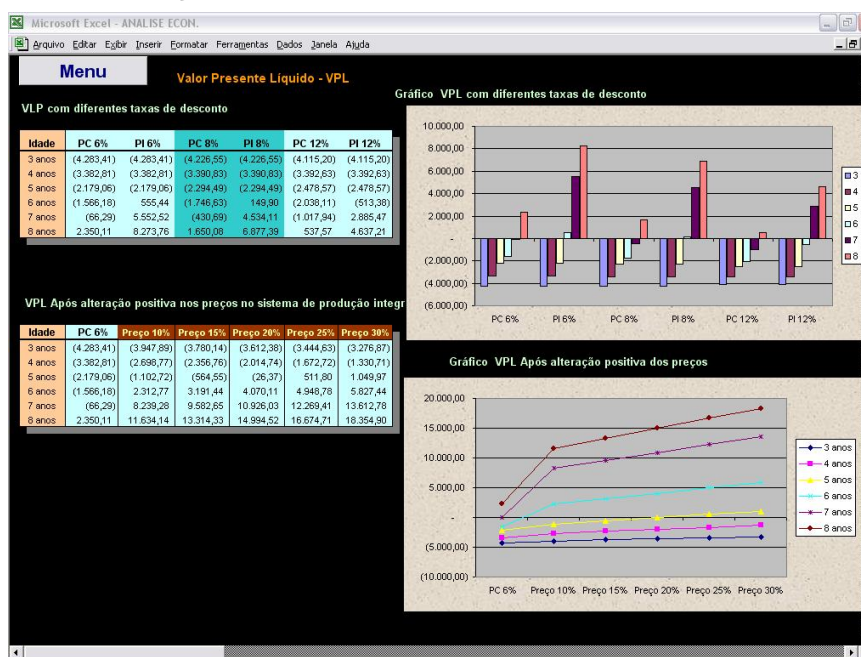 Microsoft Excel - ANALISE ECON.
Arquivo Editar Exibir Inserir Formatar Ferramentas Dados Janela Ajuda
Menu
Valor Presente Líquido - VPL
VLP com diferentes taxas de desconto
Idade PC 6% PI 6% PC 8% PI 8% PC 12% PI 12%
3 anos (4.283,41) (4.283,41) (4.226,55) (4.226,55) (4.115,20) (4.115,20)
4 anos (3.382,81) (3.382,81) (3.390,83) (3.390,83) (3.392,63) (3.392,63)
5 anos (2.179,06) (2.179,06) (2.294,49) (2.294,49) (2.478,57) (2.478,57)
6 anos (1.566,18) 555,44 (1.746,63) 149,90 (2.038,11) (513,38)
7 anos (66,29) 5.552,52 (430,69) 4.534,11 (1.017,94) 2.885,47
8 anos 2.350,11 8.273,76 1.650,08 6.877,39 537,57 4.637,21
VPL Após alteração positiva nos preços no sistema de produção integr
Idade PC 6% Preço 10% Preço 15% Preço 20% Preço 25% Preço 30%
3 anos (4.283,41) (3.947,89) (3.780,14) (3.612,38) (3.444,63) (3.276,87)
4 anos (3.382,81) (2.698,77) (2.356,76) (2.014,74) (1.672,72) (1.330,71)
5 anos (2.179,06) (1.102,72) (564,55) (26,37) 511,80 1.049,97
6 anos (1.566,18) 2.312,77 3.191,44 4.070,11 4.948,78 5.827,44
7 anos (66,29) 8.239,28 9.582,65 10.926,03 12.269,41 13.612,78
8 anos 2.350,11 11.634,14 13.314,33 14.994,52 16.674,71 18.354,90
Gráfico VPL com diferentes taxas de desconto
10.000,00
8.000,00
6.000,00
4.000,00
2.000,00
-
(2.000,00)
(4.000,00)
(6.000,00)
PC 6% PI 6% PC 8% PI 8% PC 12% PI 12%
3
4
5
6
7
8
Gráfico VPL Após alteração positiva dos preços
20.000,00
15.000,00
10.000,00
5.000,00
-
(5.000,00)
(10.000,00)
PC 6% Preço 10% Preço 15% Preço 20% Preço 25% Preço 30%
3 anos
4 anos
5 anos
6 anos
7 anos
8 anos